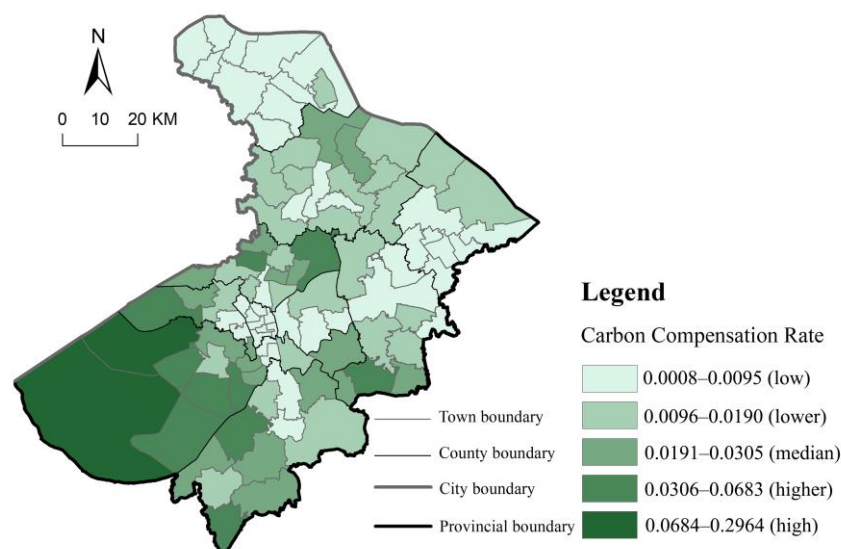 N
0 10 20 KM
Legend
Carbon Compensation Rate
0.0008–0.0095 (low)
0.0096–0.0190 (lower)
0.0191–0.0305 (median)
0.0306–0.0683 (higher)
0.0684–0.2964 (high)
Town boundary
County boundary
City boundary
Provincial boundary